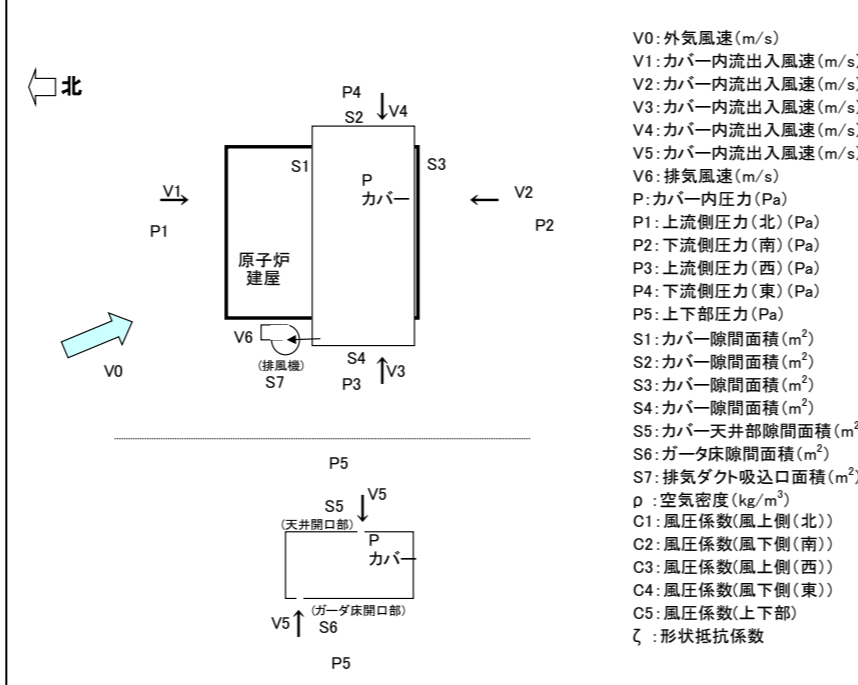 北
P4
V4
S2
S1
P
カバー
S3
V1
P1
V2
P2
原子炉
建屋
V6
(排風機)
S7
S4
P3
V3
V0
P5
S5
V5
(天井開口部)
P
カバー
(ガーダ床開口部)
V5
S6
P5
V0:外気風速(m/s)
V1:カバー内流出入風速(m/s)
V2:カバー内流出入風速(m/s)
V3:カバー内流出入風速(m/s)
V4:カバー内流出入風速(m/s)
V5:カバー内流出入風速(m/s)
V6:排気風速(m/s)
P:カバー内圧力(Pa)
P1:上流側圧力(北)(Pa)
P2:下流側圧力(南)(Pa)
P3:上流側圧力(西)(Pa)
P4:下流側圧力(東)(Pa)
P5:上下部圧力(Pa)
S1:カバー隙間面積(m²)
S2:カバー隙間面積(m²)
S3:カバー隙間面積(m²)
S4:カバー隙間面積(m²)
S5:カバー天井部隙間面積(m²
S6:ガータ床隙間面積(m²)
S7:排気ダクト吸込口面積(m²)
ρ :空気密度(kg/m³)
C1:風圧係数(風上側(北))
C2:風圧係数(風下側(南))
C3:風圧係数(風上側(西))
C4:風圧係数(風下側(東))
C5:風圧係数(上下部)
ζ :形状抵抗係数